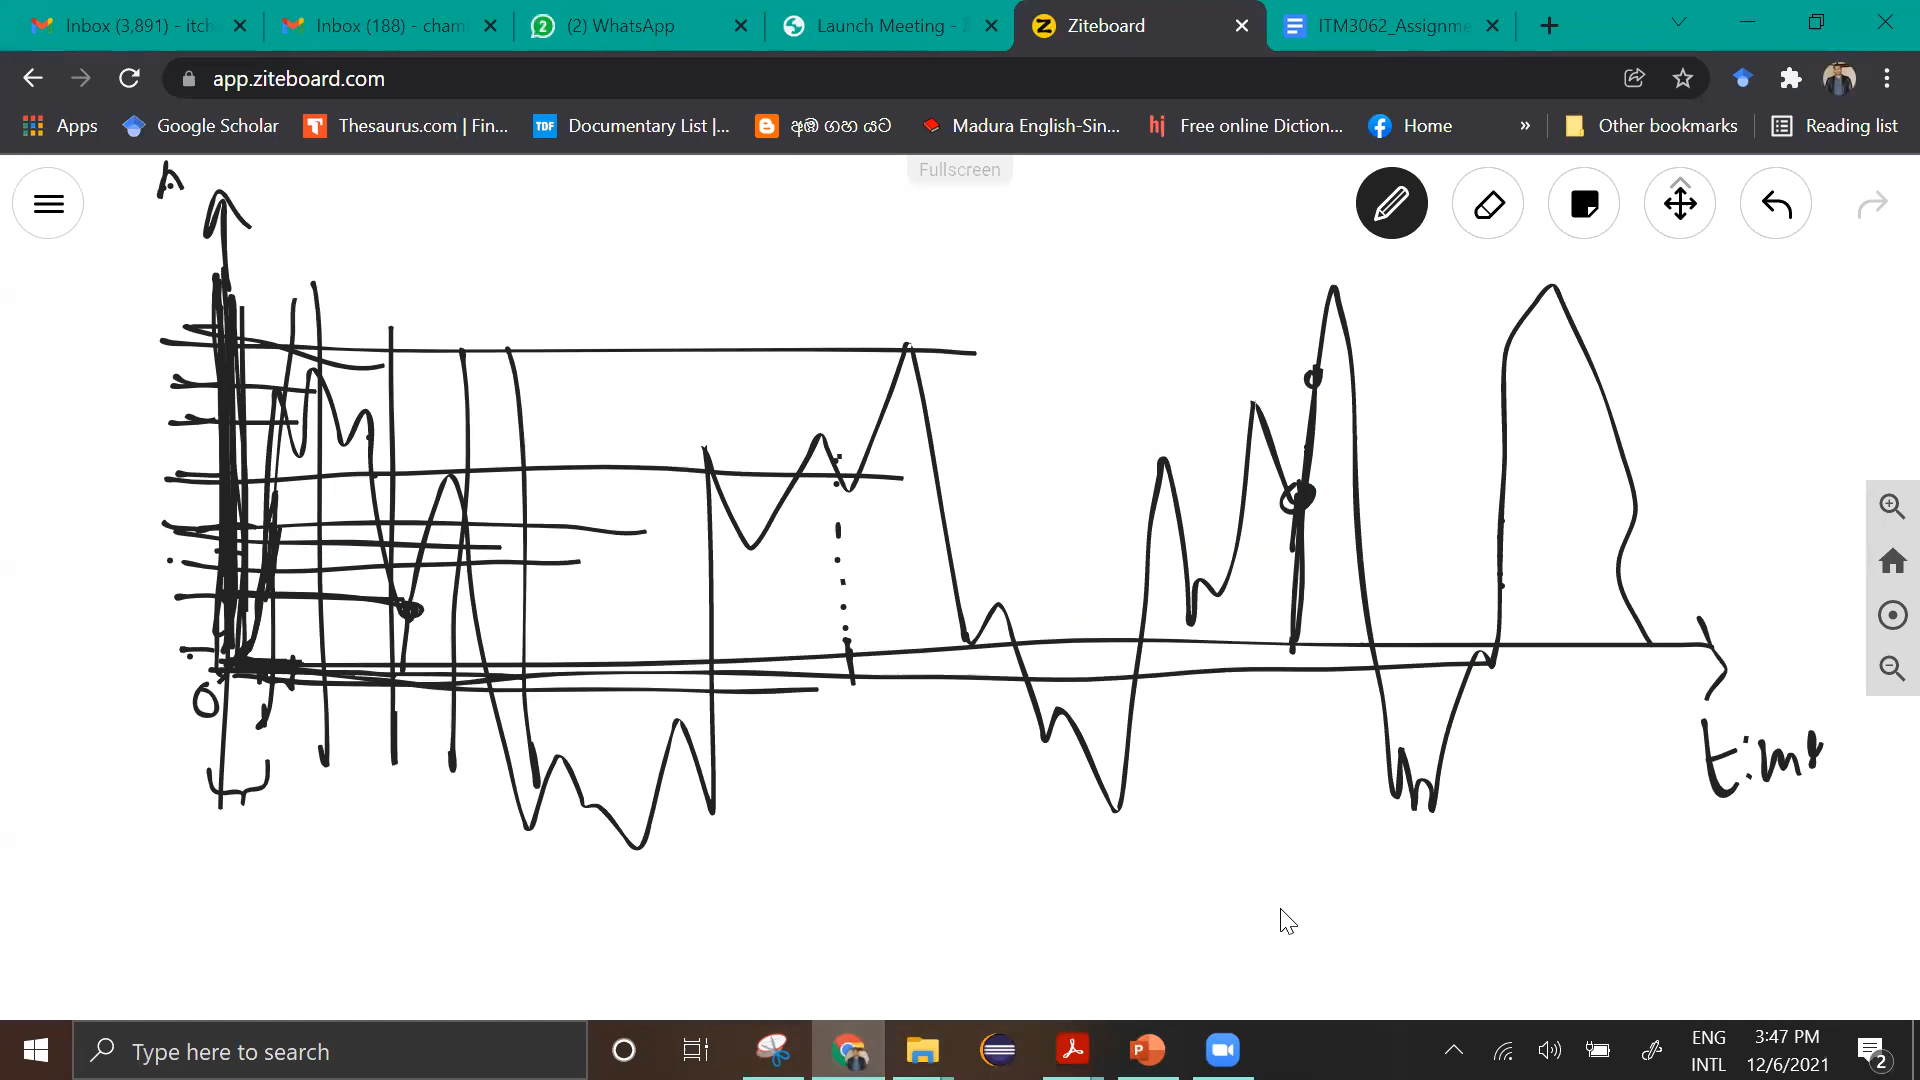 Inbox (3,891) - itch
Inbox (188) - cham
(2) WhatsApp
Launch Meeting -
Ziteboard
ITM3062_Assignme
app.ziteboard.com
Apps
Google Scholar
Thesaurus.com | Fin...
TDF
Documentary List |...
අඹ ගහ යට
Madura English-Sin...
hj
Free online Diction...
Home
»
Other bookmarks
Reading list
Fullscreen
A
0
time
Type here to search
ENG
INTL
3:47 PM
12/6/2021
2